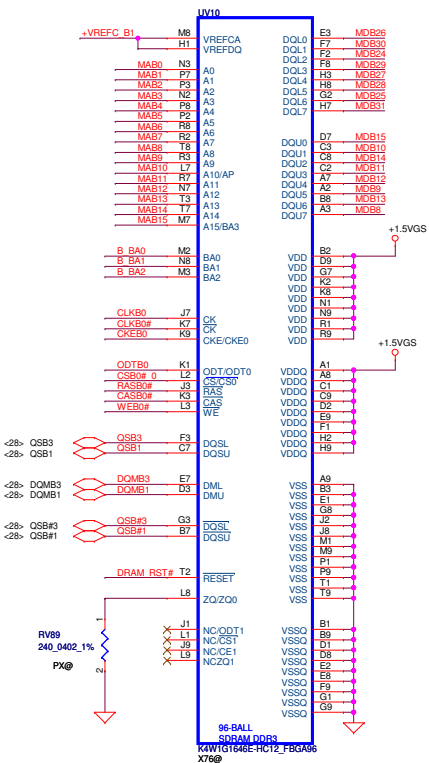 UV10
+VREFC_B1 M8 VREFCA E3 DQL0 MDB26
H1 VREFDQ F7 DQL1 MDB30
F2 DQL2 MDB24
F8 DQL3 MDB29
MAB0 N3 A0 H3 DQL4 MDB27
MAB1 P7 A1 H8 DQL5 MDB28
MAB2 P3 A2 G2 DQL6 MDB25
MAB3 N2 A3 H7 DQL7 MDB31
MAB4 P8 A4
MAB5 P2 A5
MAB6 R8 A6
MAB7 R2 A7 D7 DQU0 MDB15
MAB8 T8 A8 C3 DQU1 MDB10
MAB9 R3 A9 C8 DQU2 MDB14
MAB10 L7 A10/AP C2 DQU3 MDB11
MAB11 R7 A11 A7 DQU4 MDB12
MAB12 N7 A12 A2 DQU5 MDB9
MAB13 T3 A13 B8 DQU6 MDB13
MAB14 T7 A14 A3 DQU7 MDB8
MAB15 M7 A15/BA3
+1.5VGS
B_BA0 M2 BA0 B2 VDD
B_BA1 N8 BA1 D9 VDD
B_BA2 M3 BA2 G7 VDD
K2 VDD
K8 VDD
N1 VDD
CLKB0 J7 CK N9 VDD
CLKB0# K7 CK R1 VDD
CKEB0 K9 CKE/CKE0 R9 VDD
+1.5VGS
ODTB0 K1 ODT/ODT0 A1 VDDQ
CSB0#_0 L2 CS/CS0 A8 VDDQ
RASB0# J3 RAS C1 VDDQ
CASB0# K3 CAS C9 VDDQ
WEB0# L3 WE D2 VDDQ
E9 VDDQ
F1 VDDQ
<28> QSB3 QSB3 F3 DQSL H2 VDDQ
<28> QSB1 QSB1 C7 DQSU H9 VDDQ
<28> DQMB3 DQMB3 E7 DML A9 VSS
<28> DQMB1 DQMB1 D3 DMU B3 VSS
E1 VSS
G8 VSS
<28> QSB#3 QSB#3 G3 DQSL J2 VSS
<28> QSB#1 QSB#1 B7 DQSU J8 VSS
M1 VSS
M9 VSS
P1 VSS
DRAM_RST# T2 RESET P9 VSS
T1 VSS
L8 ZQ/ZQ0 T9 VSS
1
J1 NC/ODT1 B1 VSSQ
RV89 L1 NC/CS1 B9 VSSQ
240_0402_1% J9 NC/CE1 D1 VSSQ
L9 NCZQ1 D8 VSSQ
PX@ 2 E2 VSSQ
E8 VSSQ
F9 VSSQ
G1 VSSQ
G9 VSSQ
96-BALL
SDRAM DDR3
K4W1G1646E-HC12_FBGA96
X76@